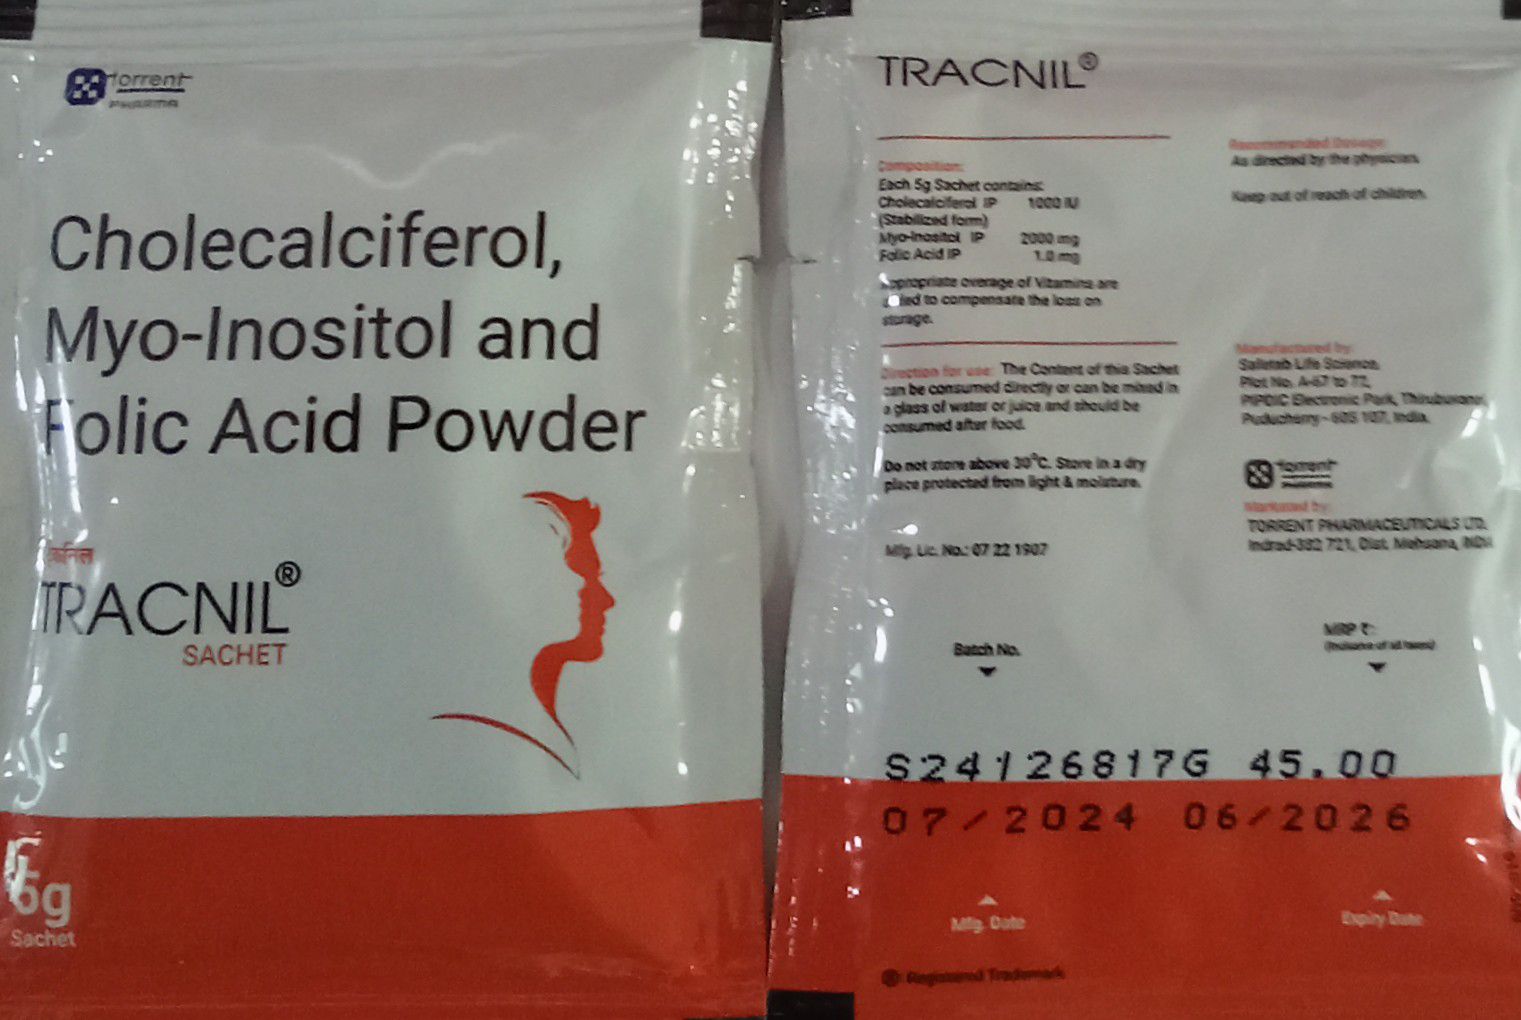 torrent
PHARMA
Cholecalciferol,
Myo-Inositol and
Folic Acid Powder
TRACNIL®
SACHET
5g
Sachet
TRACNIL®
Composition:
Each 5g Sachet contains:
Cholecalciferol IP 1000 IU
(Stabilized form)
Myo-Inositol IP 2000 mg
Folic Acid IP 1.0 mg
Appropriate overage of Vitamins are
added to compensate the loss on
storage.
Direction for use: The Content of this Sachet
can be consumed directly or can be mixed in
a glass of water or juice and should be
consumed after food.
Do not store above 30°C. Store in a dry
place protected from light & moisture.
Mfg. Lic. No.: 07 22 1907
Recommended Dosage:
As directed by the physician.
Keep out of reach of children.
Manufactured by:
Life Science,
Plot No. A-67 to 72,
PIPDIC Electronic Park, Thirubuvanai,
Puducherry - 605 107, India.
torrent
PHARMA
Marketed by:
TORRENT PHARMACEUTICALS LTD.
Indrad-382 721, Dist. Mehsana, INDIA
Batch No.
MRP ₹:
(Inclusive of all taxes)
S24126817G 45.00
07/2024 06/2026
Mfg. Date
Expiry Date
® Registered Trademark